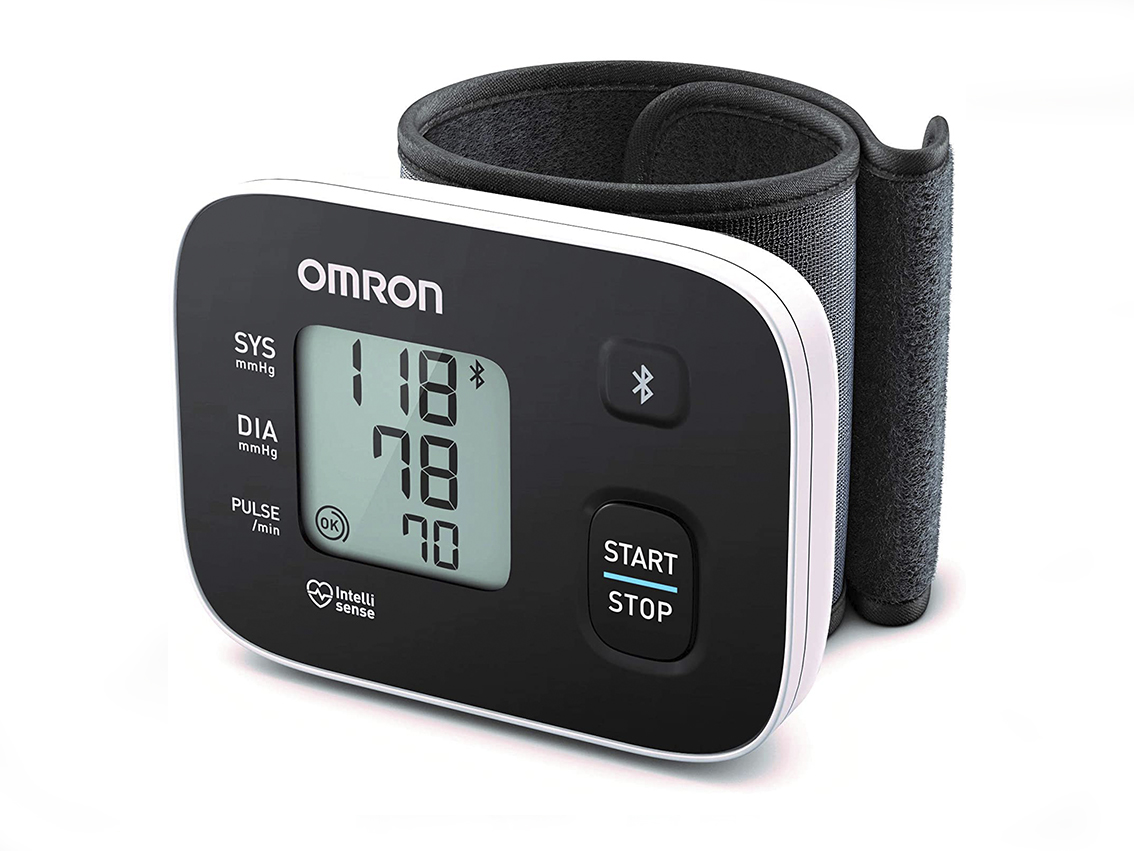 OMRON
SYS
mmHg
118
DIA
mmHg
78
PULSE
/min
OK
70
Intelli
sense
START
STOP